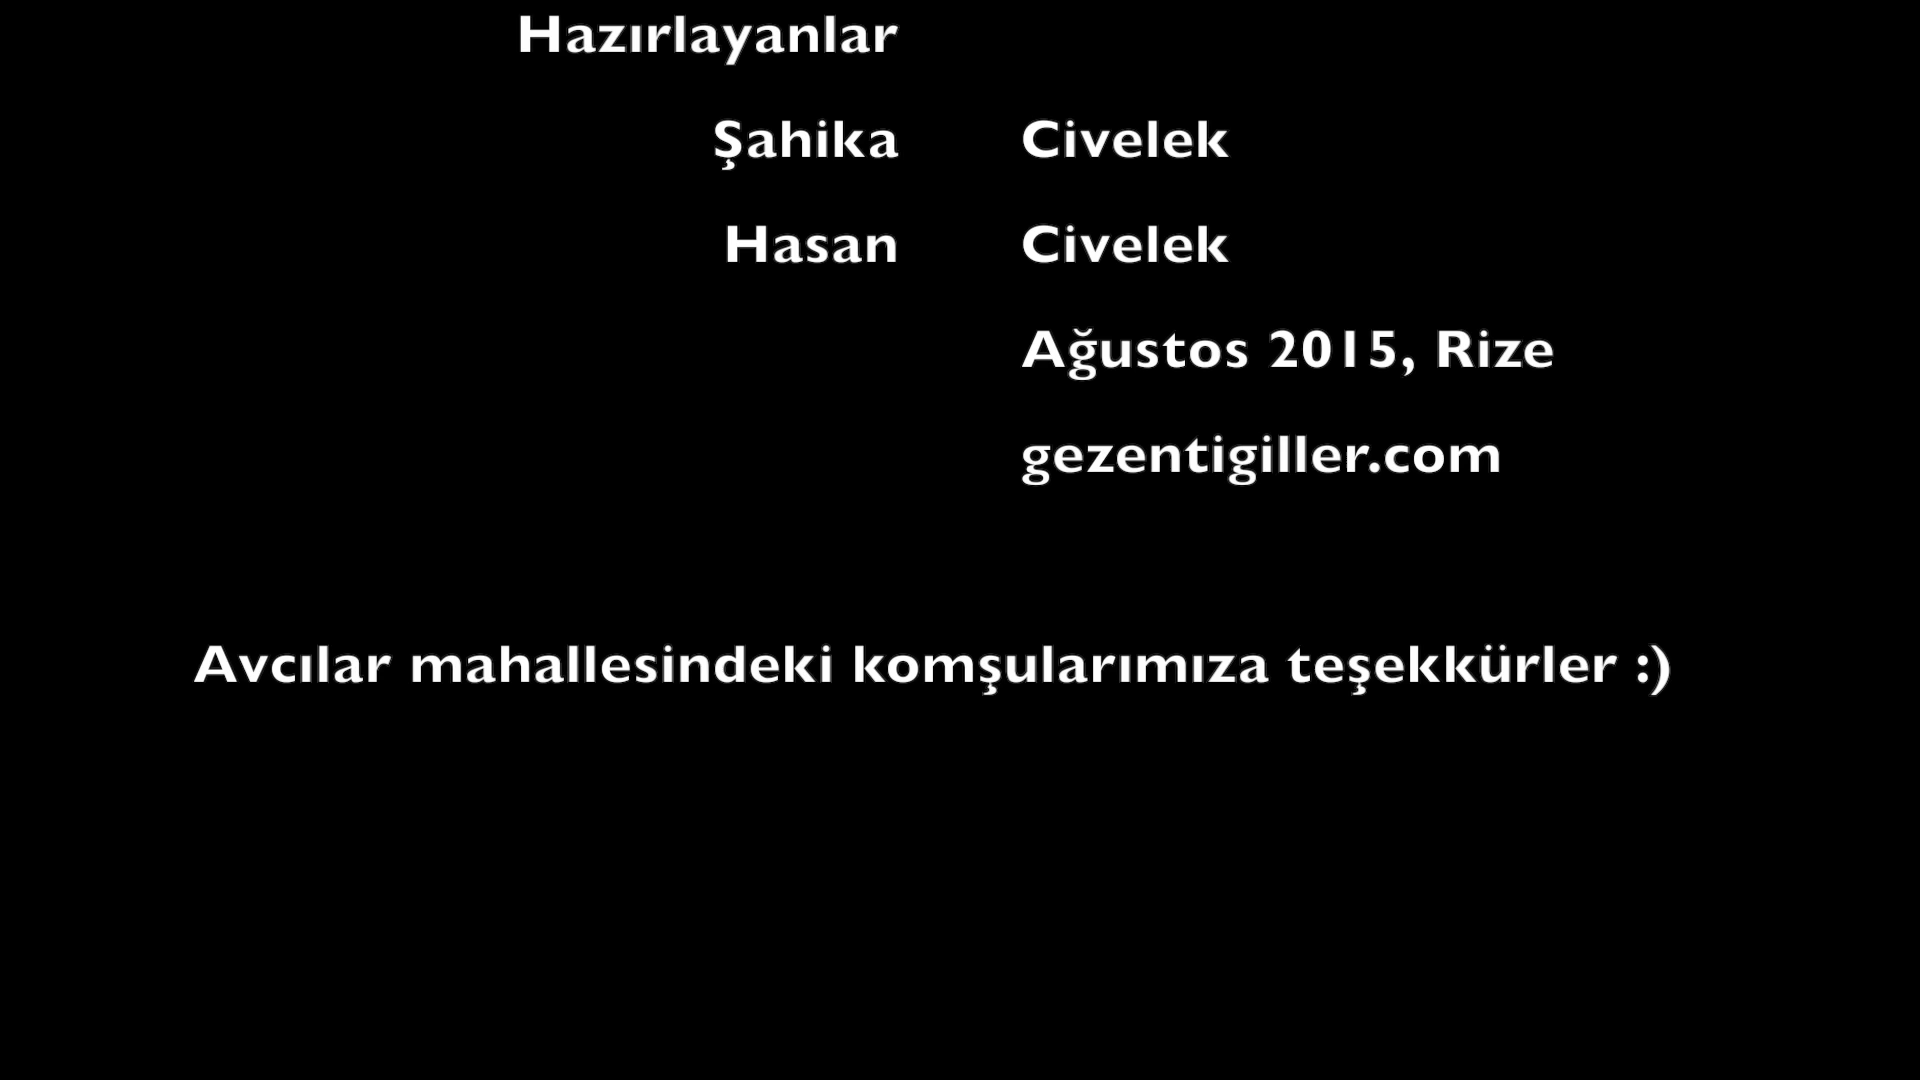 Hazırlayanlar
Şahika Civelek
Hasan Civelek
Ağustos 2015, Rize
gezentigiller.com
Avcılar mahallesindeki komşularımıza teşekkürler :)